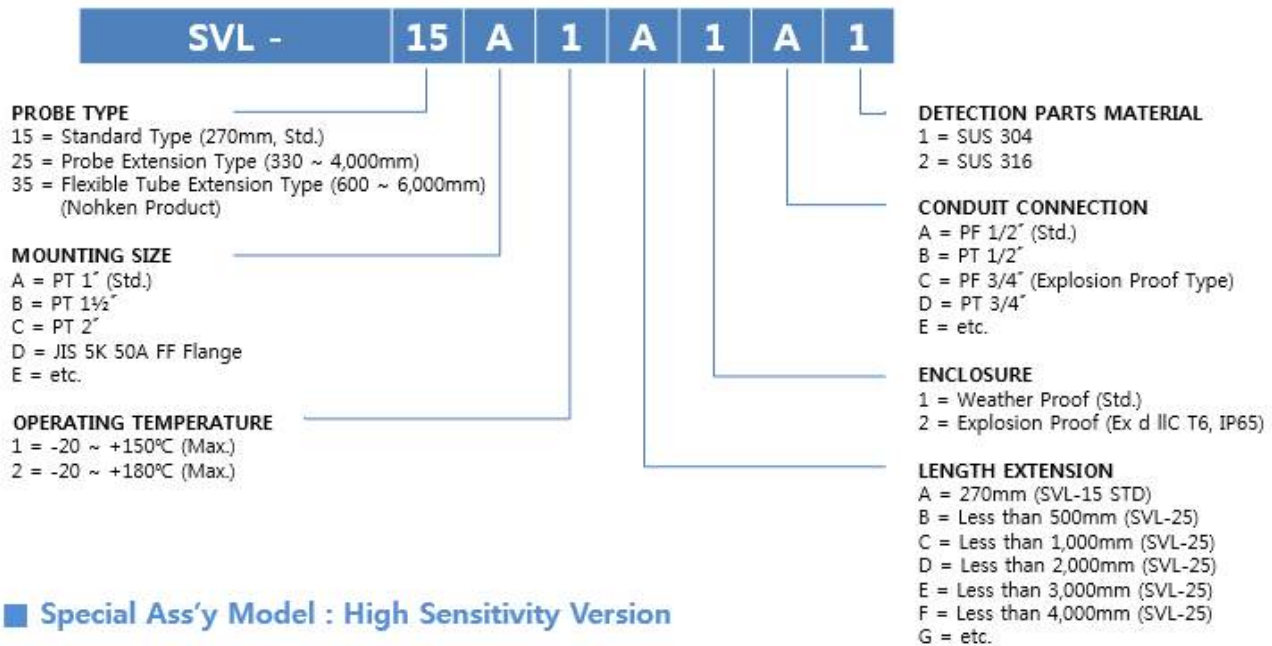 SVL - 15 A 1 A 1 A 1
PROBE TYPE
15 = Standard Type (270mm, Std.)
25 = Probe Extension Type (330 ~ 4,000mm)
35 = Flexible Tube Extension Type (600 ~ 6,000mm)
(Nohken Product)
MOUNTING SIZE
A = PT 1˝ (Std.)
B = PT 1½˝
C = PT 2˝
D = JIS 5K 50A FF Flange
E = etc.
OPERATING TEMPERATURE
1 = -20 ~ +150℃ (Max.)
2 = -20 ~ +180℃ (Max.)
DETECTION PARTS MATERIAL
1 = SUS 304
2 = SUS 316
CONDUIT CONNECTION
A = PF 1/2˝ (Std.)
B = PT 1/2˝
C = PF 3/4˝ (Explosion Proof Type)
D = PT 3/4˝
E = etc.
ENCLOSURE
1 = Weather Proof (Std.)
2 = Explosion Proof (Ex d llC T6, IP65)
LENGTH EXTENSION
A = 270mm (SVL-15 STD)
B = Less than 500mm (SVL-25)
C = Less than 1,000mm (SVL-25)
D = Less than 2,000mm (SVL-25)
E = Less than 3,000mm (SVL-25)
F = Less than 4,000mm (SVL-25)
G = etc.
■ Special Ass'y Model : High Sensitivity Version